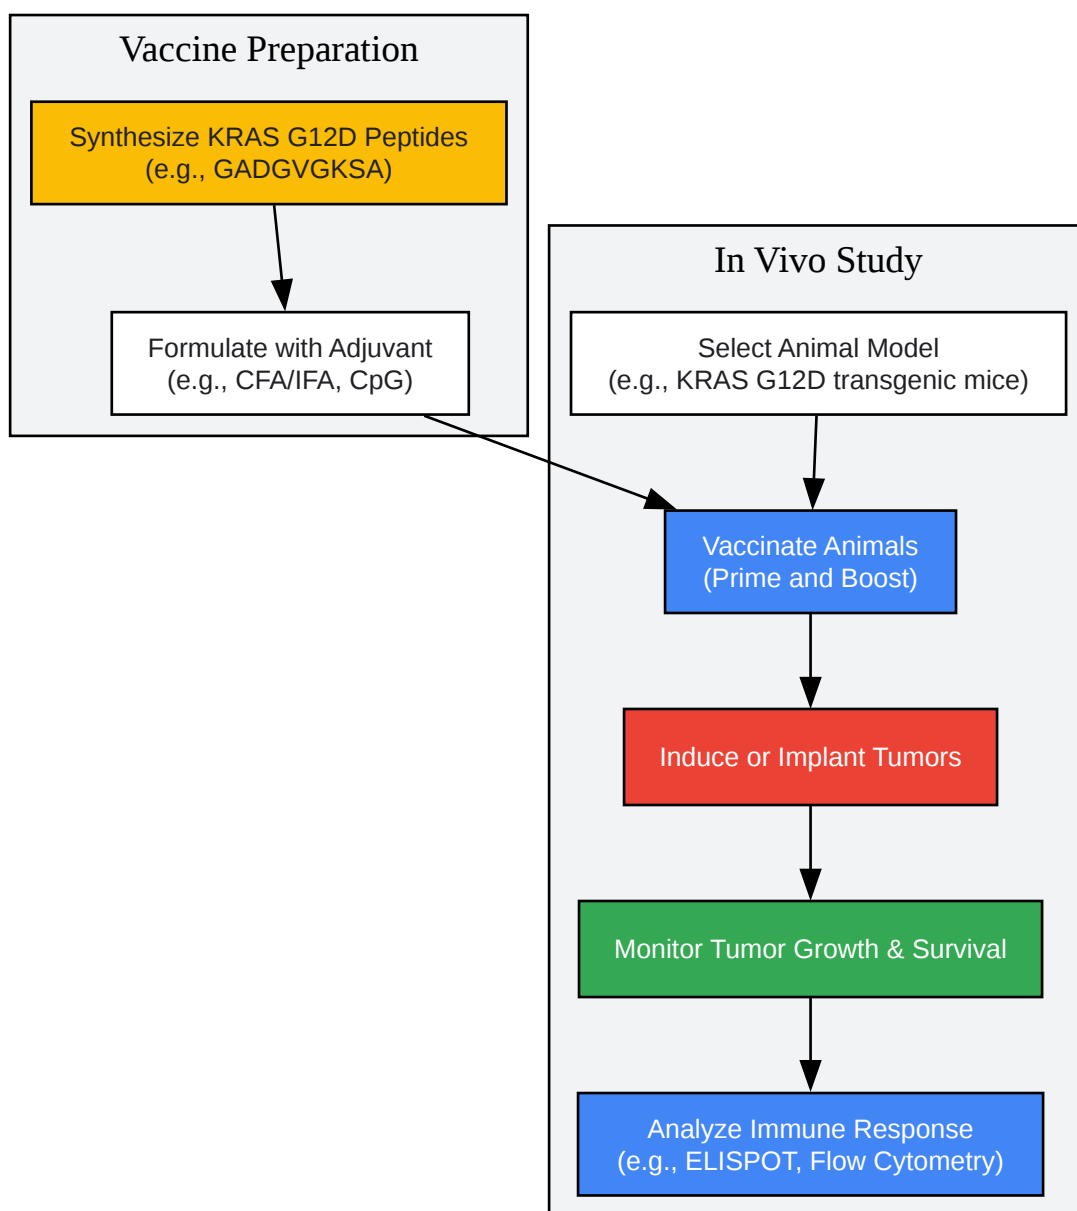 Vaccine Preparation
Synthesize KRAS G12D Peptides
(e.g., GADGVGKSA)
Formulate with Adjuvant
(e.g., CFA/IFA, CpG)
In Vivo Study
Select Animal Model
(e.g., KRAS G12D transgenic mice)
Vaccinate Animals
(Prime and Boost)
Induce or Implant Tumors
Monitor Tumor Growth & Survival
Analyze Immune Response
(e.g., ELISPOT, Flow Cytometry)